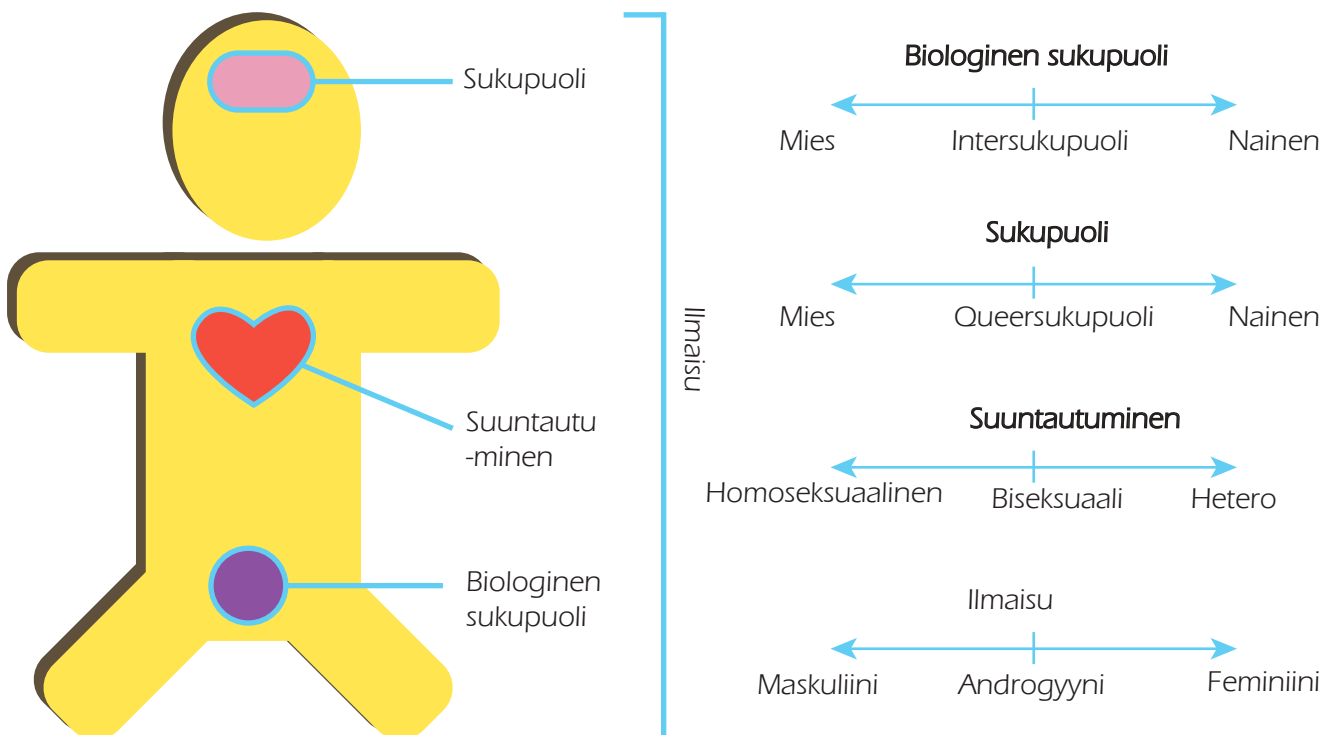 Sukupuoli
Suuntautu
-minen
Biologinen
sukupuoli
Ilmaisu
Biologinen sukupuoli
Mies Intersukupuoli Nainen
Sukupuoli
Mies Queersukupuoli Nainen
Suuntautuminen
Homoseksuaalinen Biseksuaali Hetero
Ilmaisu
Maskuliini Androgyyni Feminiini